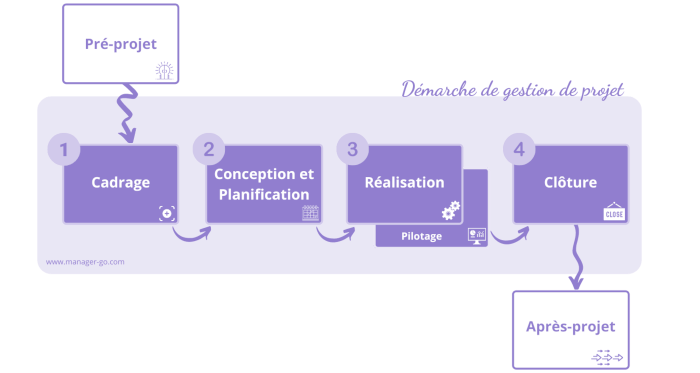 Pré-projet
Démarche de gestion de projet
1
Cadrage
2
Conception et
Planification
3
Réalisation
Pilotage
4
Clôture
CLOSE
www.manager-go.com
Après-projet